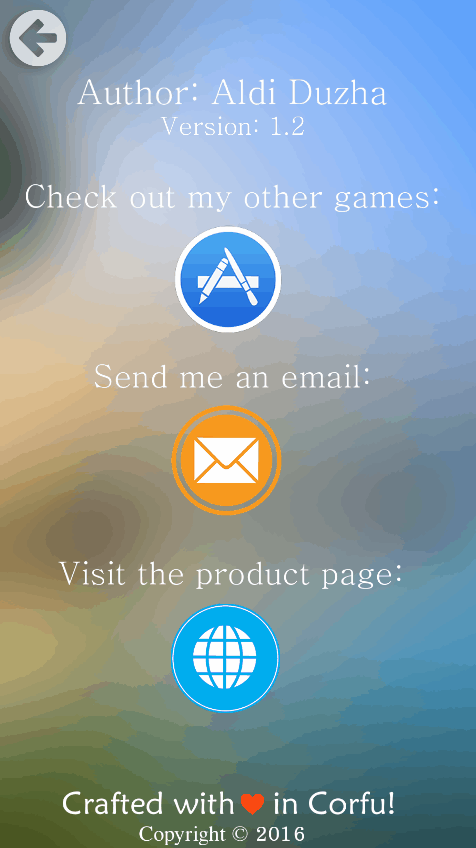 Author: Aldi Duzha
Version: 1.2
Check out my other games:
Send me an email:
Visit the product page:
Crafted with ❤ in Corfu!
Copyright © 2016